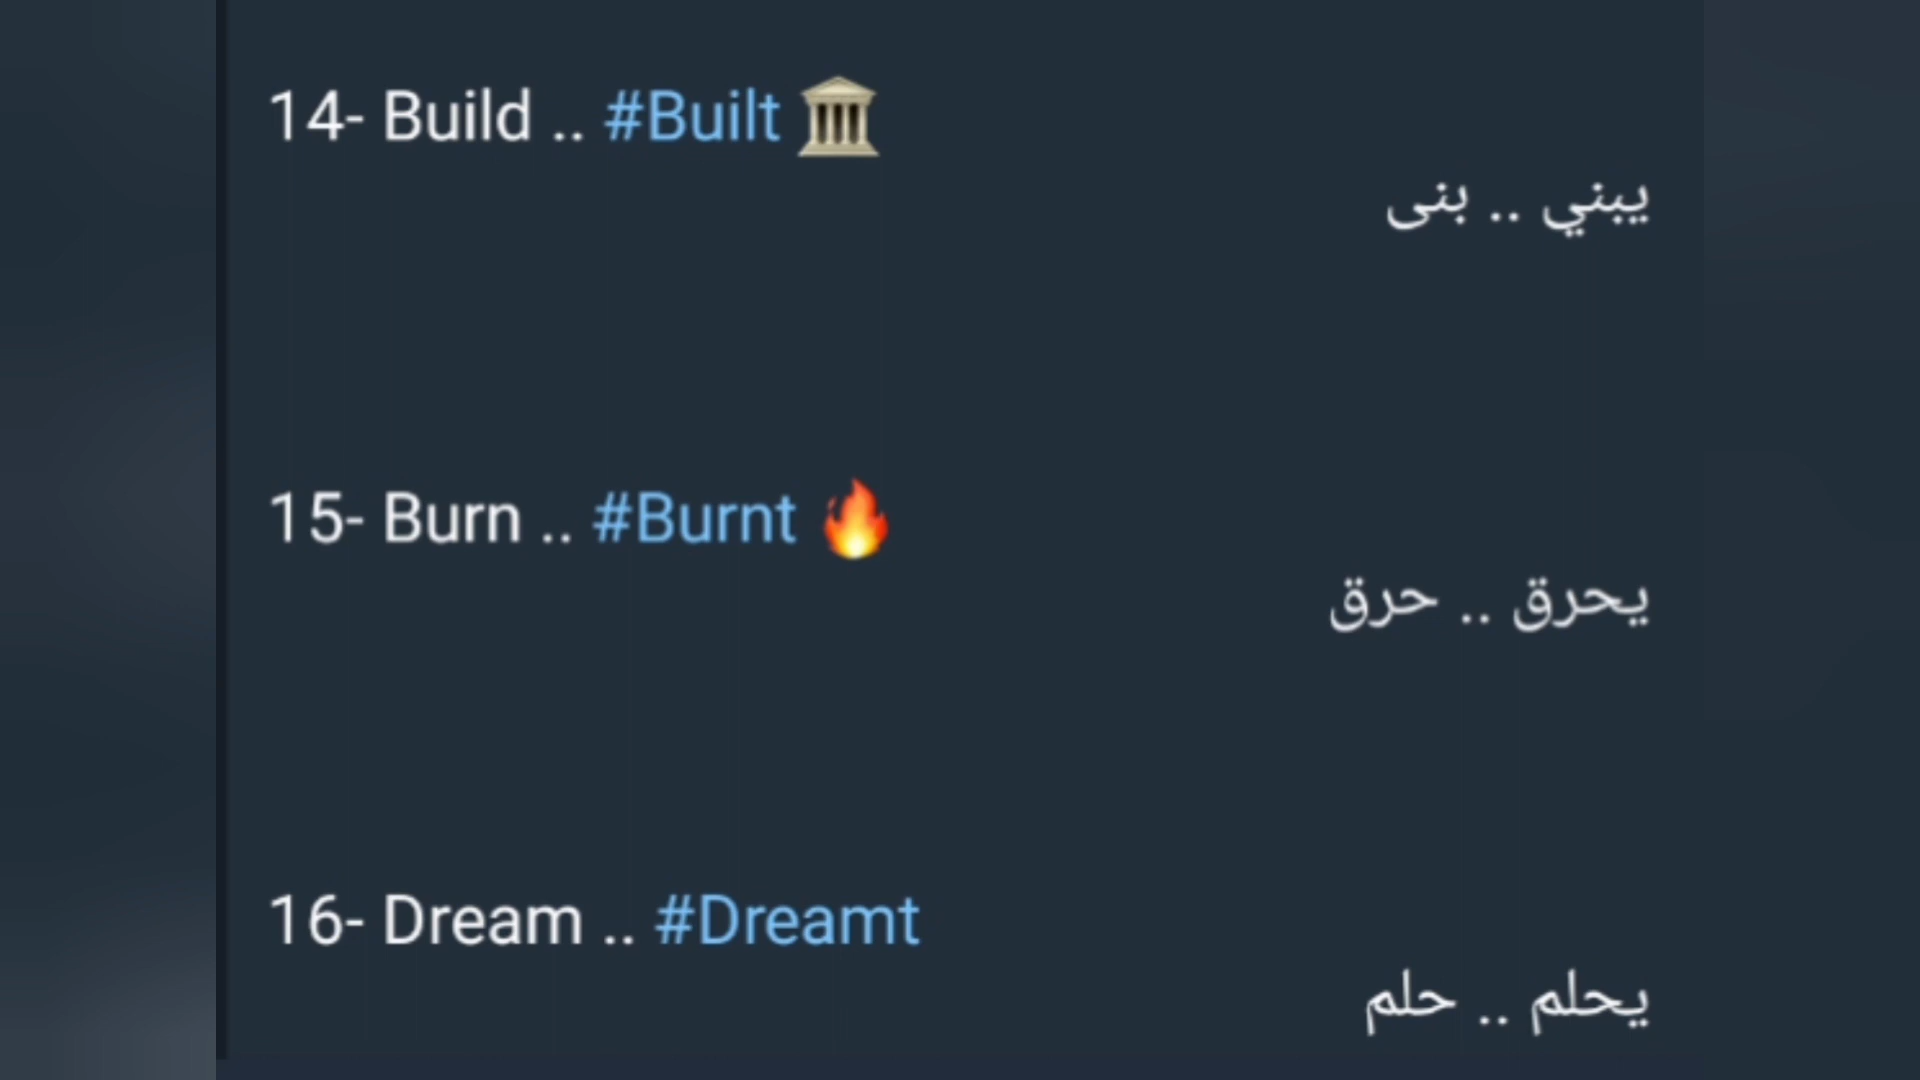 14- Build .. #Built 🏛
يبني .. بنى
15- Burn .. #Burnt 🔥
يحرق .. حرق
16- Dream .. #Dreamt
يحلم .. حلم